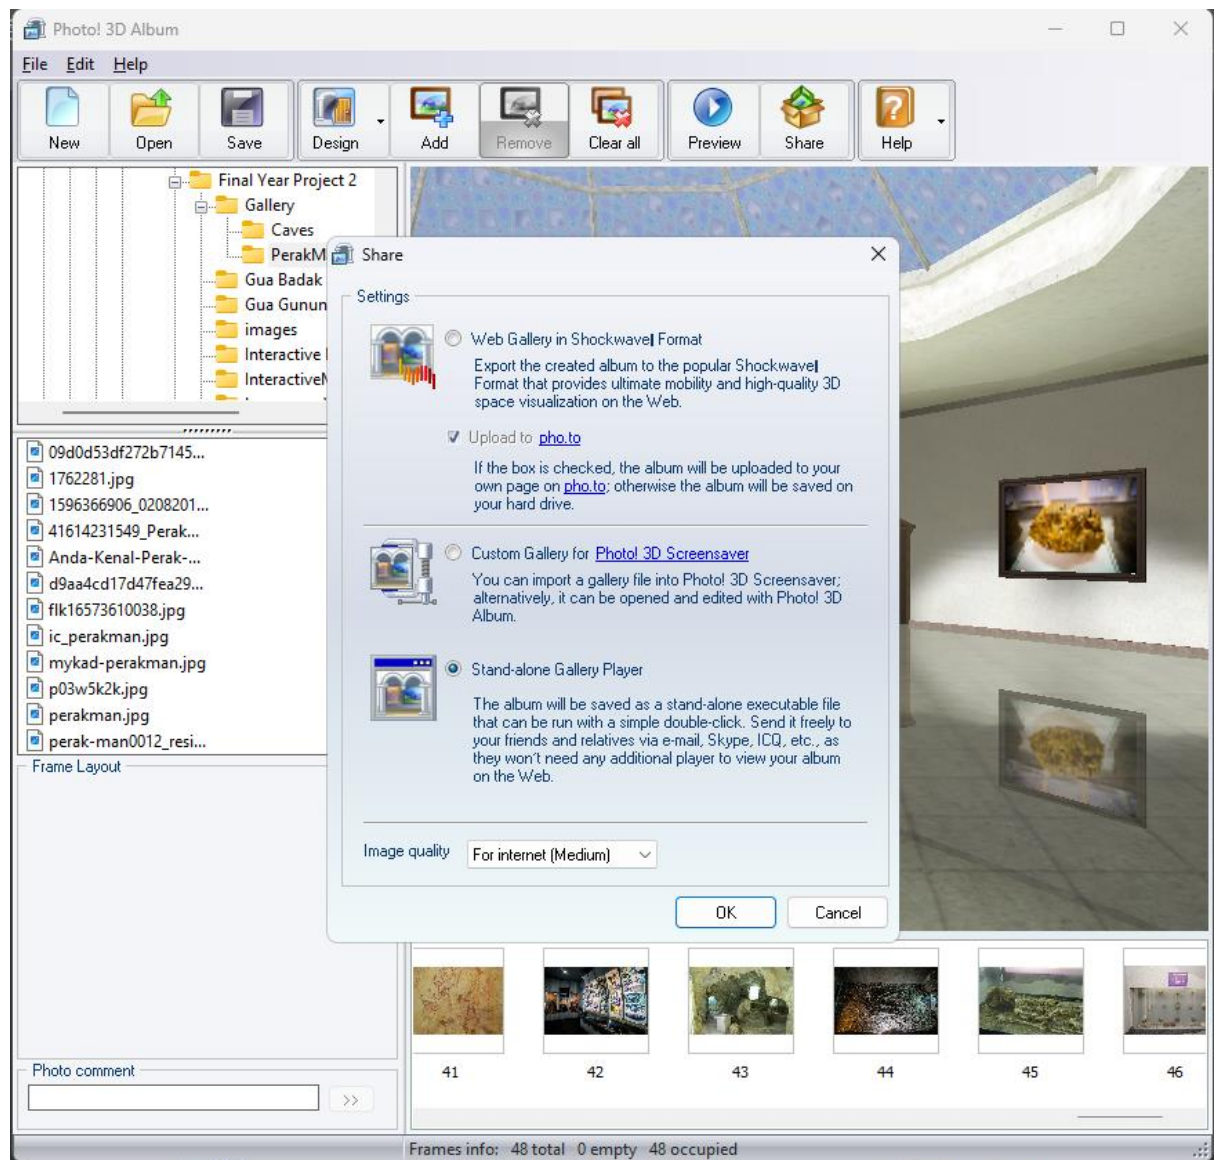 Photo! 3D Album
File Edit Help
New Open Save Design Add Remove Clear all Preview Share Help
Final Year Project 2
Gallery
Caves
PerakM
Gua Badak
Gua Gunun
images
Interactive
Interactive
09d0d53df272b7145...
1762281.jpg
1596366906_0208201...
41614231549_Perak...
Anda-Kenal-Perak-...
d9aa4cd17d47fea29...
flk16573610038.jpg
ic_perakman.jpg
mykad-perakman.jpg
p03w5k2k.jpg
perakman.jpg
perak-man0012_resi...
Frame Layout
Photo comment
>>
Share
Settings
Web Gallery in Shockwave Format
Export the created album to the popular Shockwave
Format that provides ultimate mobility and high-quality 3D
space visualization on the Web.
Upload to pho.to
If the box is checked, the album will be uploaded to your
own page on pho.to; otherwise the album will be saved on
your hard drive.
Custom Gallery for Photo! 3D Screensaver
You can import a gallery file into Photo! 3D Screensaver;
alternatively, it can be opened and edited with Photo! 3D
Album.
Stand-alone Gallery Player
The album will be saved as a stand-alone executable file
that can be run with a simple double-click. Send it freely to
your friends and relatives via e-mail, Skype, ICQ, etc., as
they won't need any additional player to view your album
on the Web.
Image quality For internet (Medium)
OK Cancel
41 42 43 44 45 46
Frames info: 48 total 0 empty 48 occupied